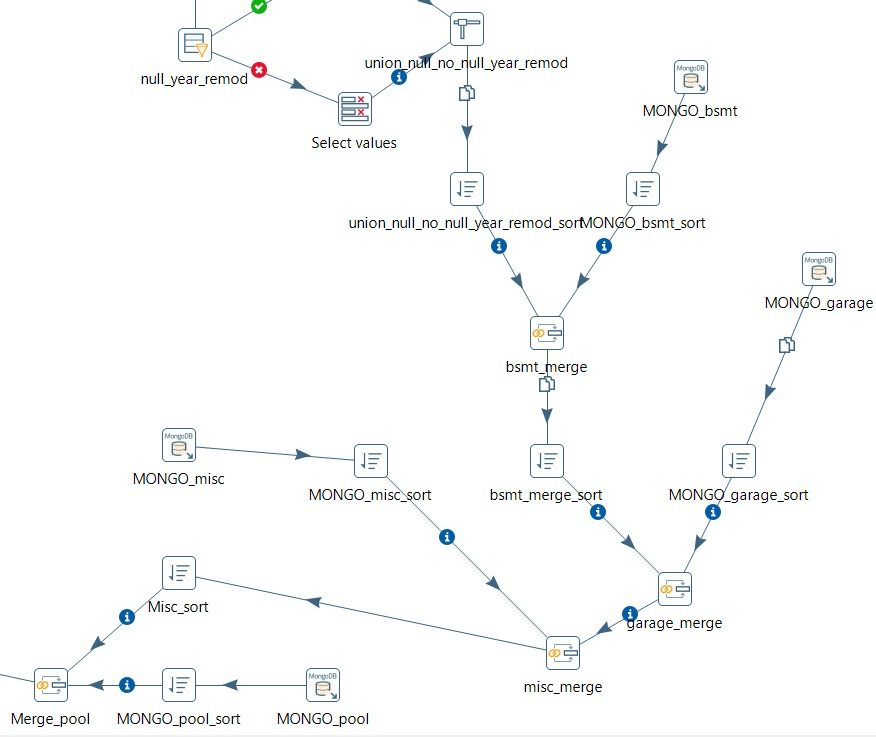 union_null_no_null_year_remod
null_year_remod
MongoDB
MONGO_bsmt
Select values
union_null_no_null_year_remod_sort
MONGO_bsmt_sort
MongoDB
MONGO_garage
bsmt_merge
MongoDB
MONGO_misc
MONGO_misc_sort
bsmt_merge_sort
MONGO_garage_sort
Misc_sort
garage_merge
misc_merge
MongoDB
Merge_pool
MONGO_pool_sort
MONGO_pool